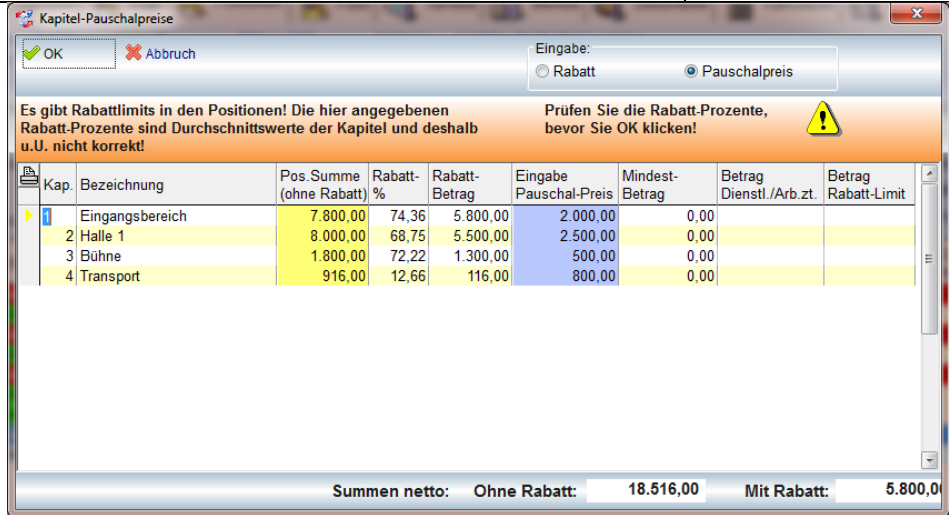 Kapitel-Pauschalpreise
OK Abbruch
Eingabe:
Rabatt Pauschalpreis
Es gibt Rabattlimits in den Positionen! Die hier angegebenen
Rabatt-Prozente sind Durchschnittswerte der Kapitel und deshalb
u.U. nicht korrekt!
Prüfen Sie die Rabatt-Prozente,
bevor Sie OK klicken!
Kap. Bezeichnung Pos.Summe (ohne Rabatt) Rabatt- % Rabatt- Betrag Eingabe Pauschal-Preis Mindest- Betrag Betrag Dienstl./Arb.zt. Betrag Rabatt-Limit
1 Eingangsbereich 7.800,00 74,36 5.800,00 2.000,00 0,00
2 Halle 1 8.000,00 68,75 5.500,00 2.500,00 0,00
3 Bühne 1.800,00 72,22 1.300,00 500,00 0,00
4 Transport 916,00 12,66 116,00 800,00 0,00
Summen netto: Ohne Rabatt: 18.516,00 Mit Rabatt: 5.800,0